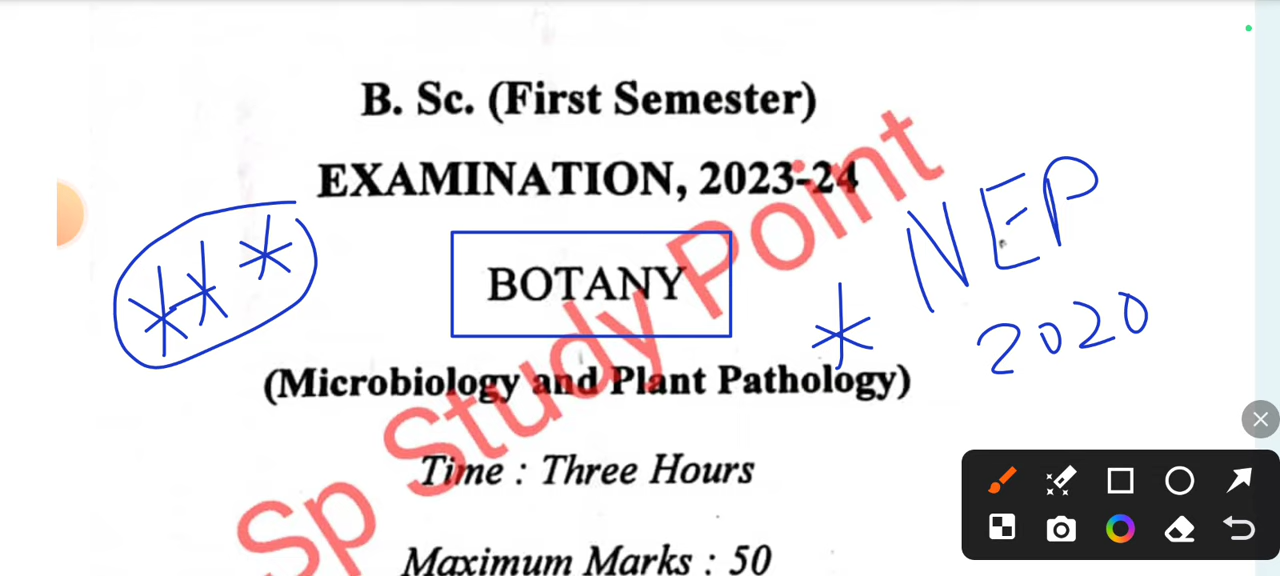 B. Sc. (First Semester)
EXAMINATION, 2023-24
*** 
BOTANY
* NEP
2020
(Microbiology and Plant Pathology)
Time : Three Hours
Maximum Marks : 50
Sp Study Point